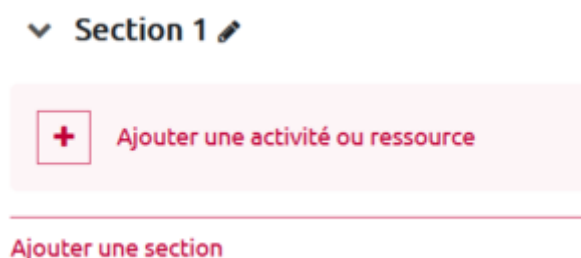 Section 1
Ajouter une activité ou ressource
Ajouter une section